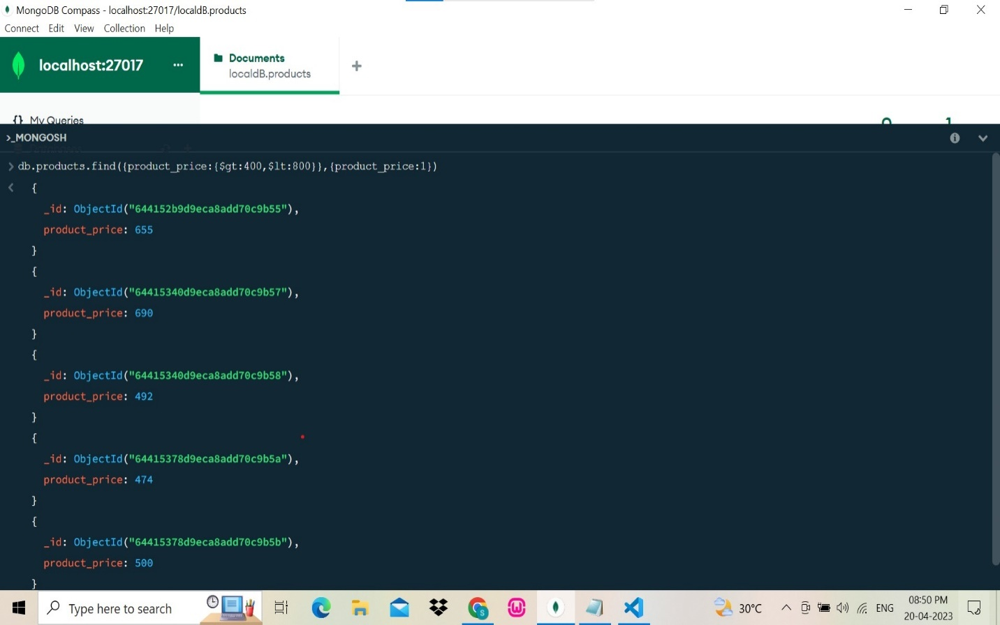 MongoDB Compass - localhost:27017/localdB.products
Connect Edit View Collection Help
localhost:27017 ...
Documents
localdB.products
+
{} My Queries
>_MONGOSH
> db.products.find({product_price:{$gt:400,$lt:800}},{product_price:1})
< {
_id: ObjectId("644152b9d9eca8add70c9b55"),
product_price: 655
}
{
_id: ObjectId("64415340d9eca8add70c9b57"),
product_price: 690
}
{
_id: ObjectId("64415340d9eca8add70c9b58"),
product_price: 492
}
{
_id: ObjectId("64415378d9eca8add70c9b5a"),
product_price: 474
}
{
_id: ObjectId("64415378d9eca8add70c9b5b"),
product_price: 500
}
Type here to search
30°C
ENG
08:50 PM
20-04-2023